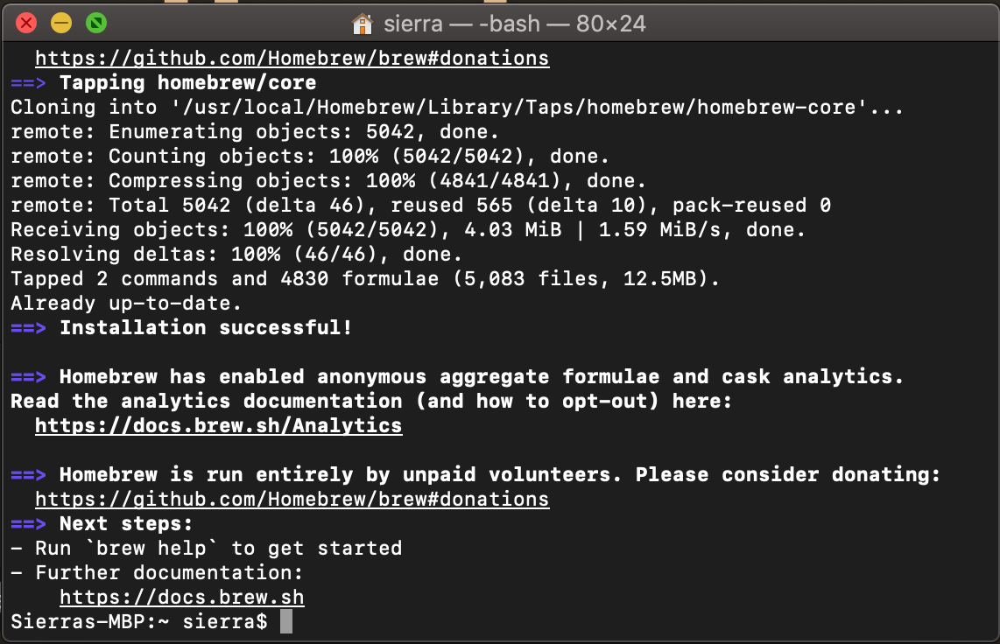 sierra — -bash — 80×24
https://github.com/Homebrew/brew#donations
==> Tapping homebrew/core
Cloning into '/usr/local/Homebrew/Library/Taps/homebrew/homebrew-core'...
remote: Enumerating objects: 5042, done.
remote: Counting objects: 100% (5042/5042), done.
remote: Compressing objects: 100% (4841/4841), done.
remote: Total 5042 (delta 46), reused 565 (delta 10), pack-reused 0
Receiving objects: 100% (5042/5042), 4.03 MiB | 1.59 MiB/s, done.
Resolving deltas: 100% (46/46), done.
Tapped 2 commands and 4830 formulae (5,083 files, 12.5MB).
Already up-to-date.
==> Installation successful!
==> Homebrew has enabled anonymous aggregate formulae and cask analytics.
Read the analytics documentation (and how to opt-out) here:
https://docs.brew.sh/Analytics
==> Homebrew is run entirely by unpaid volunteers. Please consider donating:
https://github.com/Homebrew/brew#donations
==> Next steps:
- Run `brew help` to get started
- Further documentation:
https://docs.brew.sh
Sierras-MBP:~ sierra$